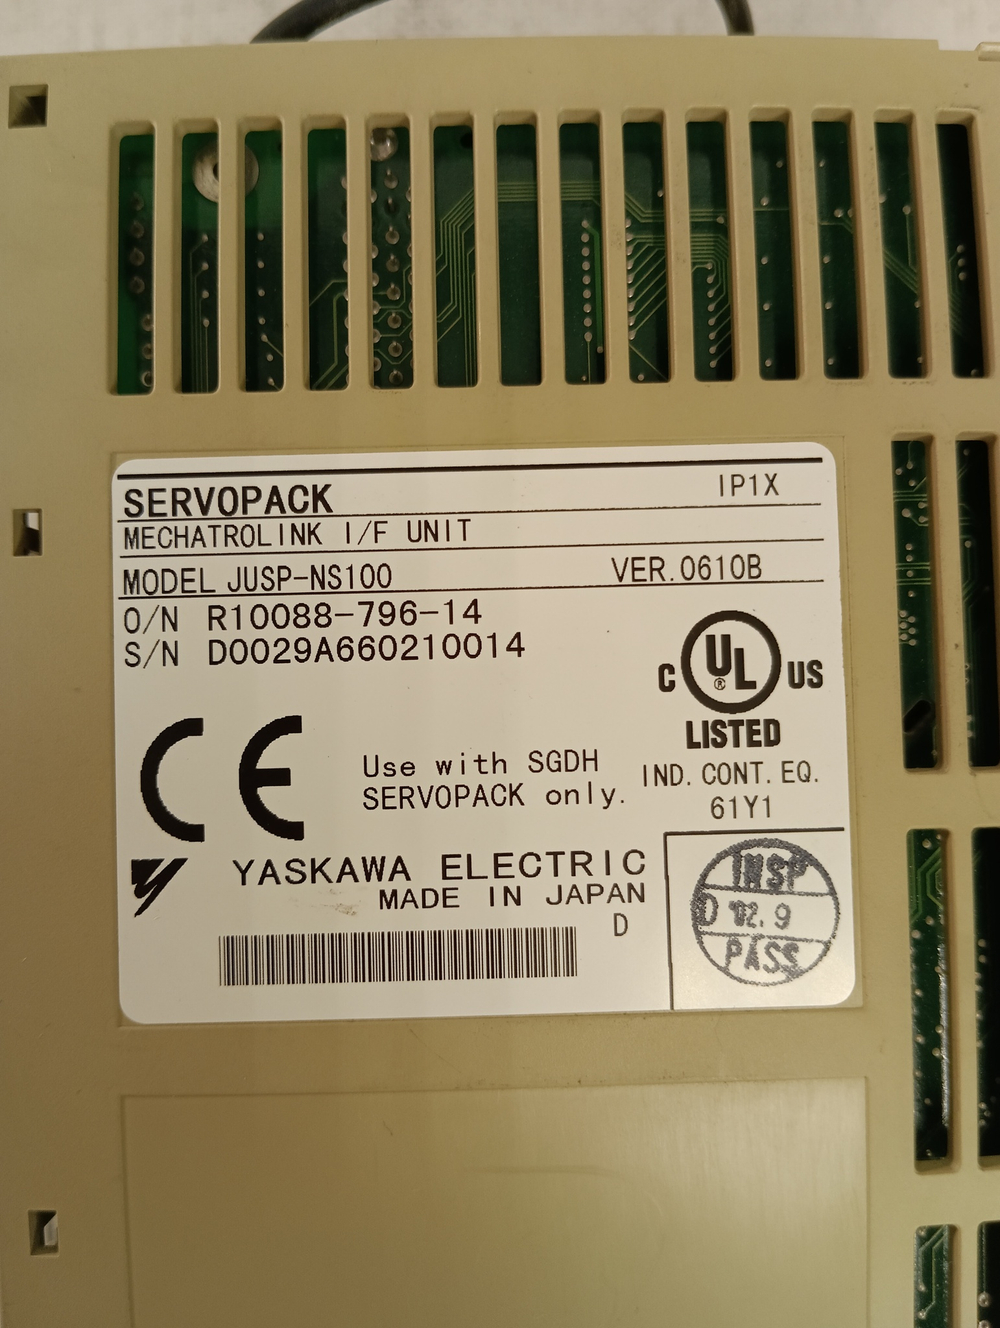 SERVOPACK IP1X
MECHATROLINK I/F UNIT
MODEL JUSP-NS100 VER.0610B
O/N R10088-796-14
S/N D0029A660210014
C UL ® US
LISTED
IND. CONT. EQ.
61Y1
CE
Use with SGDH
SERVOPACK only.
YASKAWA ELECTRIC
MADE IN JAPAN
D
INSP
D '02.9
PASS